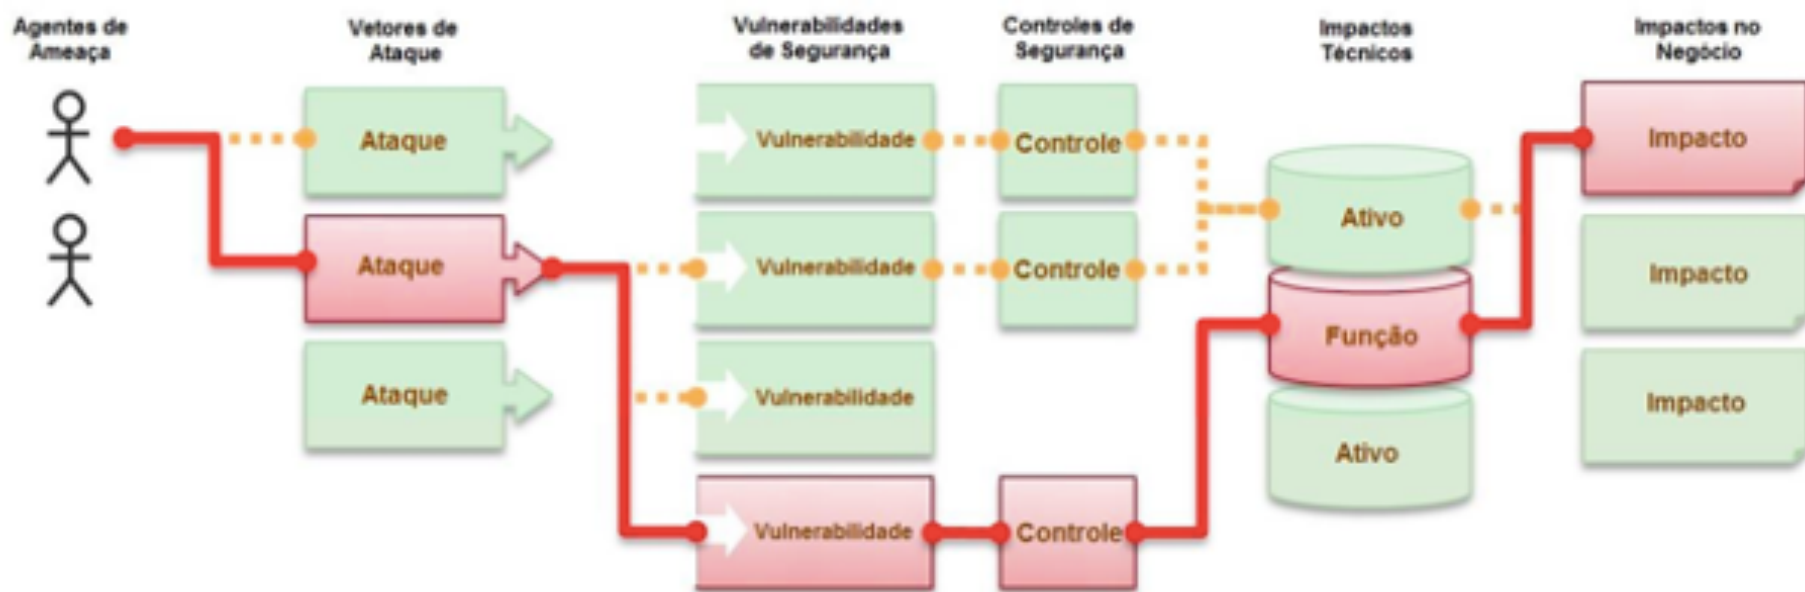 Agentes de
Ameaça
Vetores de
Ataque
Vulnerabilidades
de Segurança
Controles de
Segurança
Impactos
Técnicos
Impactos no
Negócio
Ataque
Vulnerabilidade
Controle
Impacto
Ativo
Ataque
Vulnerabilidade
Controle
Impacto
Função
Ataque
Vulnerabilidade
Impacto
Ativo
Vulnerabilidade
Controle